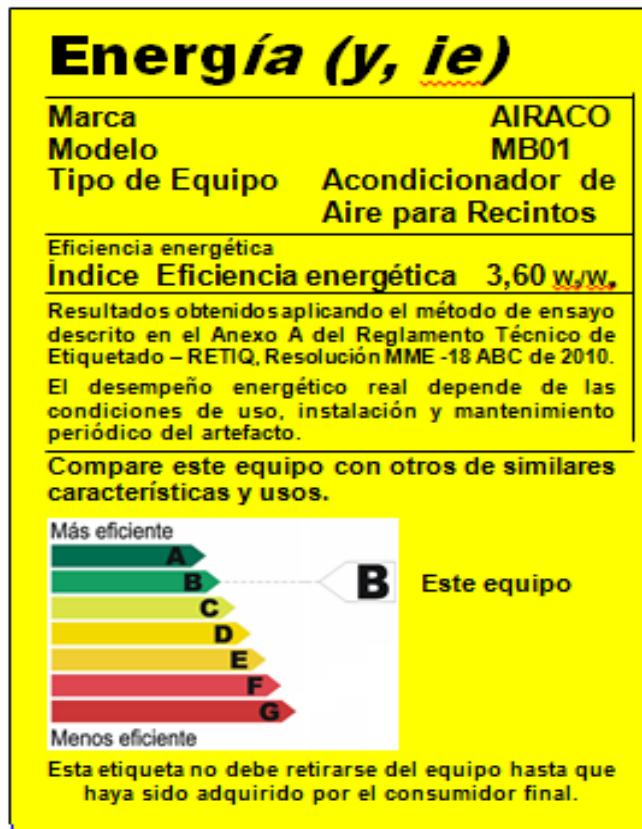 Energía (y, ie)
Marca AIRACO
Modelo MB01
Tipo de Equipo Acondicionador de
Aire para Recintos
Eficiencia energética
Índice Eficiencia energética 3,60 w/w
Resultados obtenidos aplicando el método de ensayo
descrito en el Anexo A del Reglamento Técnico de
Etiquetado – RETIQ, Resolución MME -18 ABC de 2010.
El desempeño energético real depende de las
condiciones de uso, instalación y mantenimiento
periódico del artefacto.
Compare este equipo con otros de similares
características y usos.
Más eficiente
A
B B Este equipo
C
D
E
F
G
Menos eficiente
Esta etiqueta no debe retirarse del equipo hasta que
haya sido adquirido por el consumidor final.